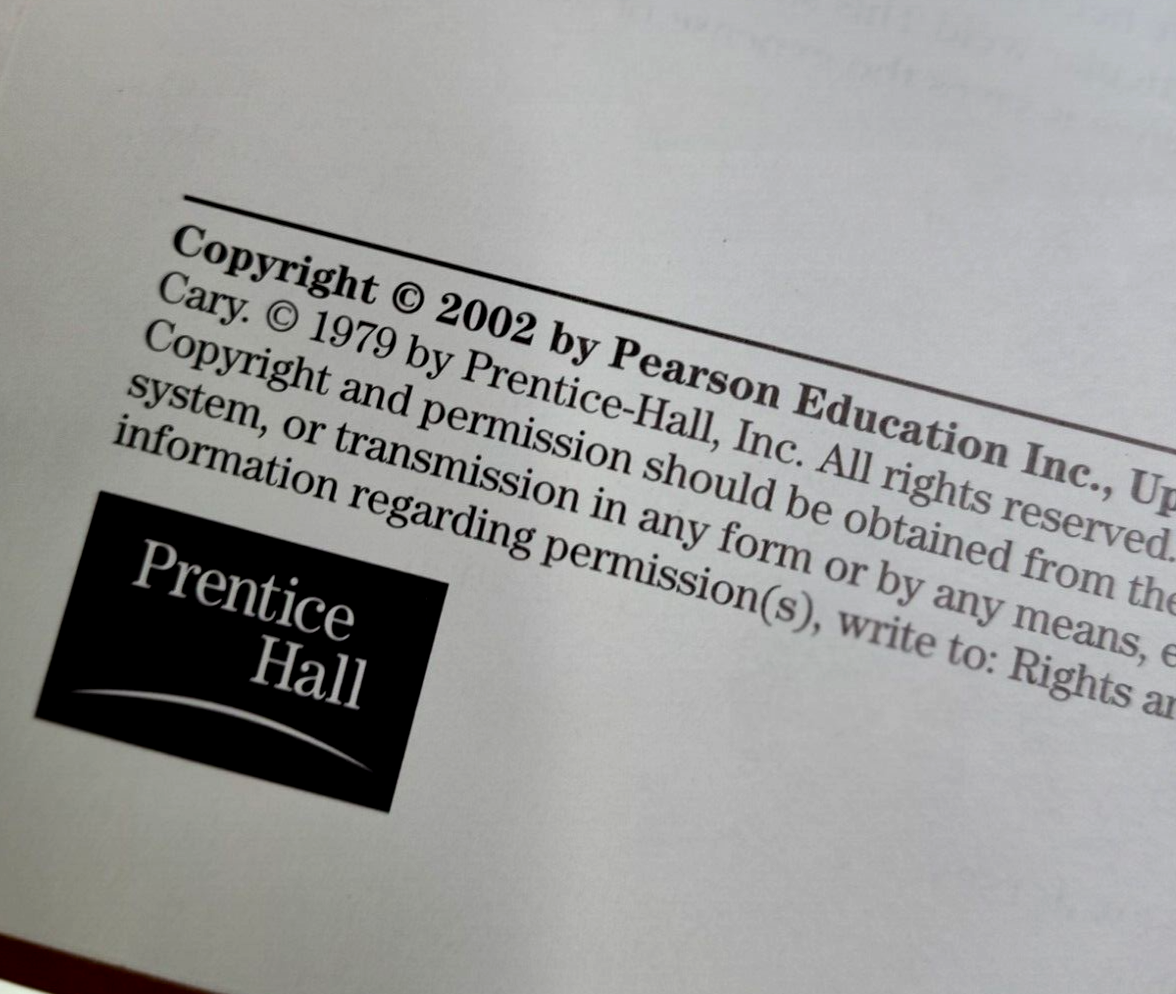 Copyright © 2002 by Pearson Education Inc., Up
Cary. © 1979 by Prentice-Hall, Inc. All rights reserved.
Copyright and permission should be obtained from the
system, or transmission in any form or by any means, e
information regarding permission(s), write to: Rights an
Prentice
Hall